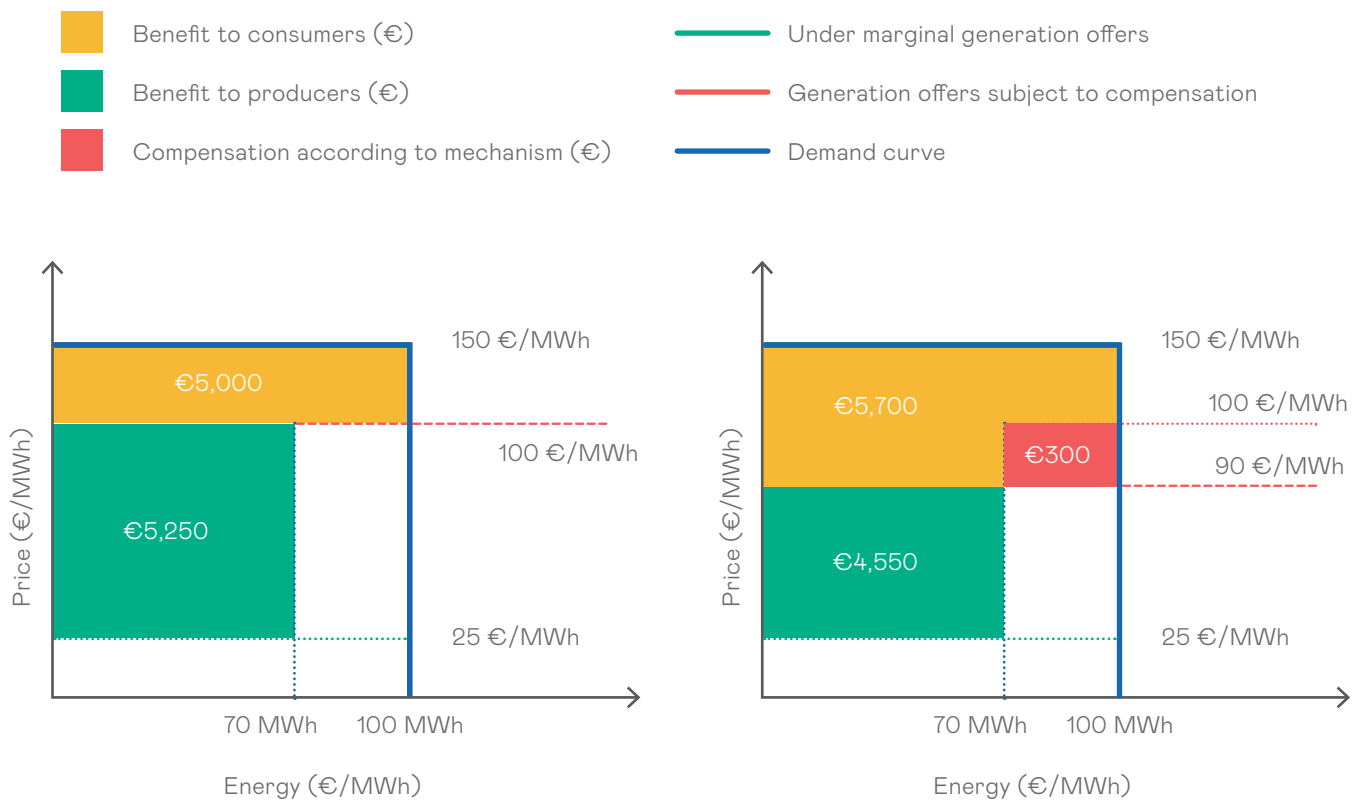 Benefit to consumers (€)
Benefit to producers (€)
Compensation according to mechanism (€)
Under marginal generation offers
Generation offers subject to compensation
Demand curve
Price (€/MWh)
150 €/MWh
€5,000
100 €/MWh
€5,250
25 €/MWh
70 MWh
100 MWh
Energy (€/MWh)
Price (€/MWh)
150 €/MWh
100 €/MWh
€5,700
€300
90 €/MWh
€4,550
25 €/MWh
70 MWh
100 MWh
Energy (€/MWh)